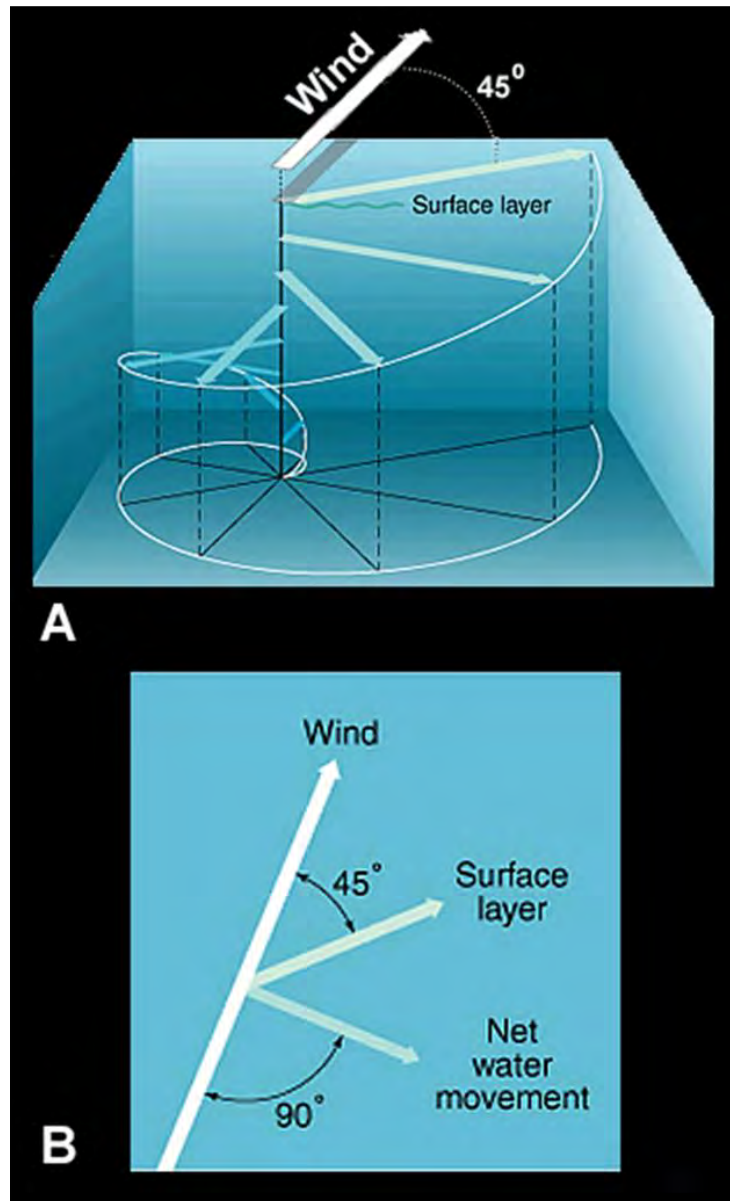 Wind
45°
Surface layer
A
Wind
45°
Surface
layer
Net
water
movement
90°
B